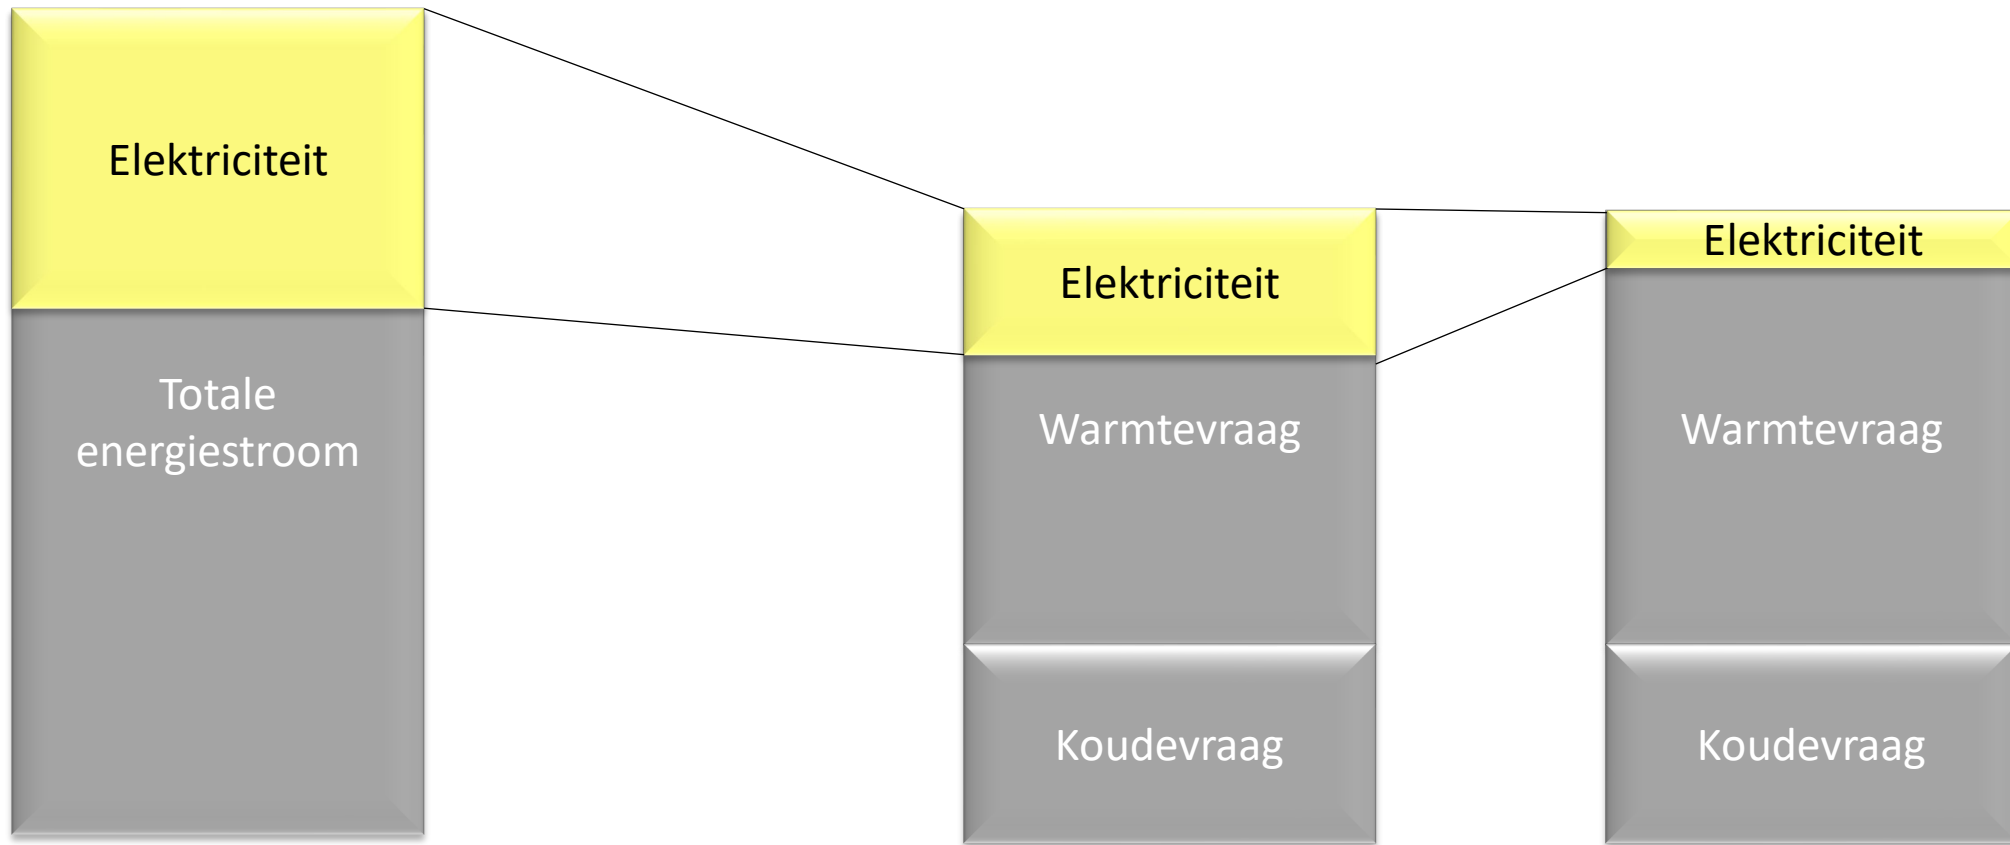 Elektriciteit
Totale
energiestroom
Elektriciteit
Warmtevraag
Koudevraag
Elektriciteit
Warmtevraag
Koudevraag